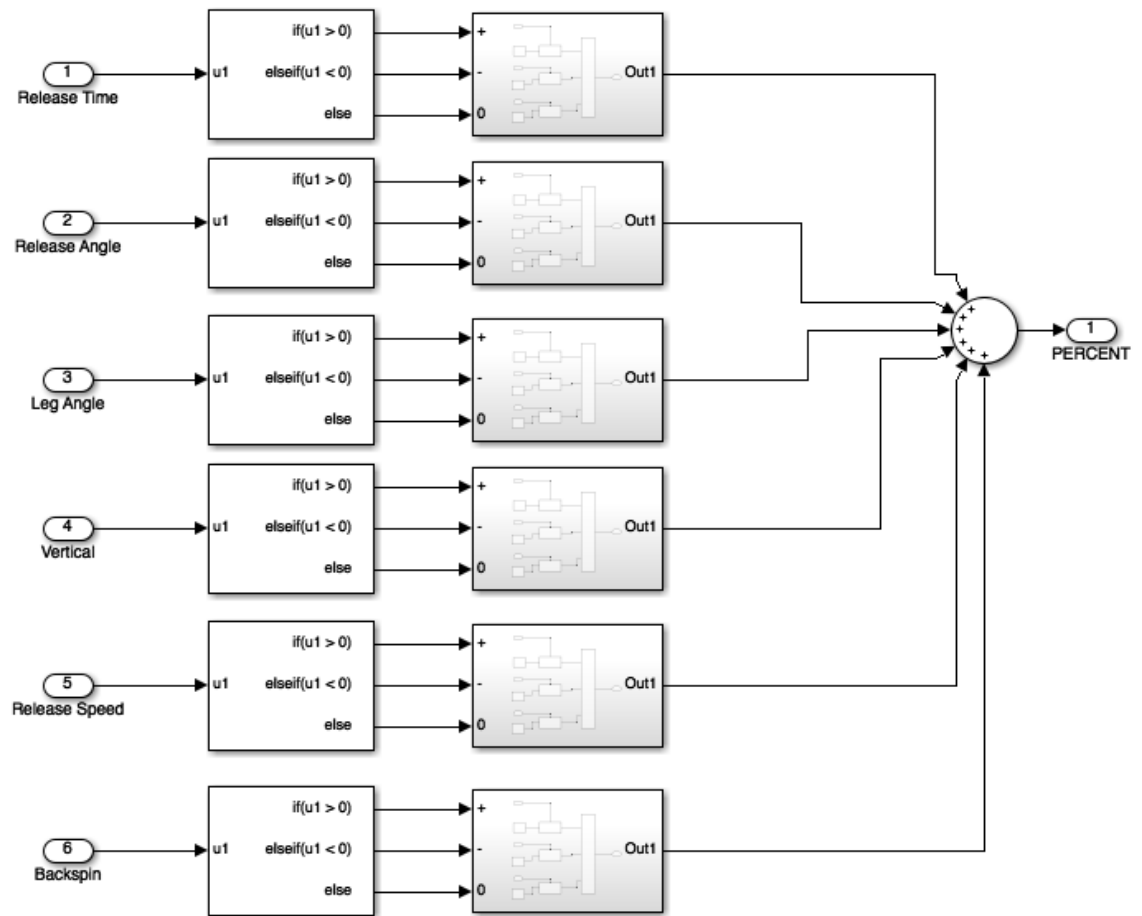 if(u1 > 0) +
1 u1 elseif(u1 < 0) - Out1
Release Time
else 0
if(u1 > 0) +
2 u1 elseif(u1 < 0) - Out1
Release Angle
else 0
if(u1 > 0) +
3 u1 elseif(u1 < 0) - Out1
Leg Angle
else 0
if(u1 > 0) +
4 u1 elseif(u1 < 0) - Out1
Vertical
else 0
if(u1 > 0) +
5 u1 elseif(u1 < 0) - Out1
Release Speed
else 0
if(u1 > 0) +
6 u1 elseif(u1 < 0) - Out1
Backspin
else 0
+
+
+
+
+
+
1
PERCENT